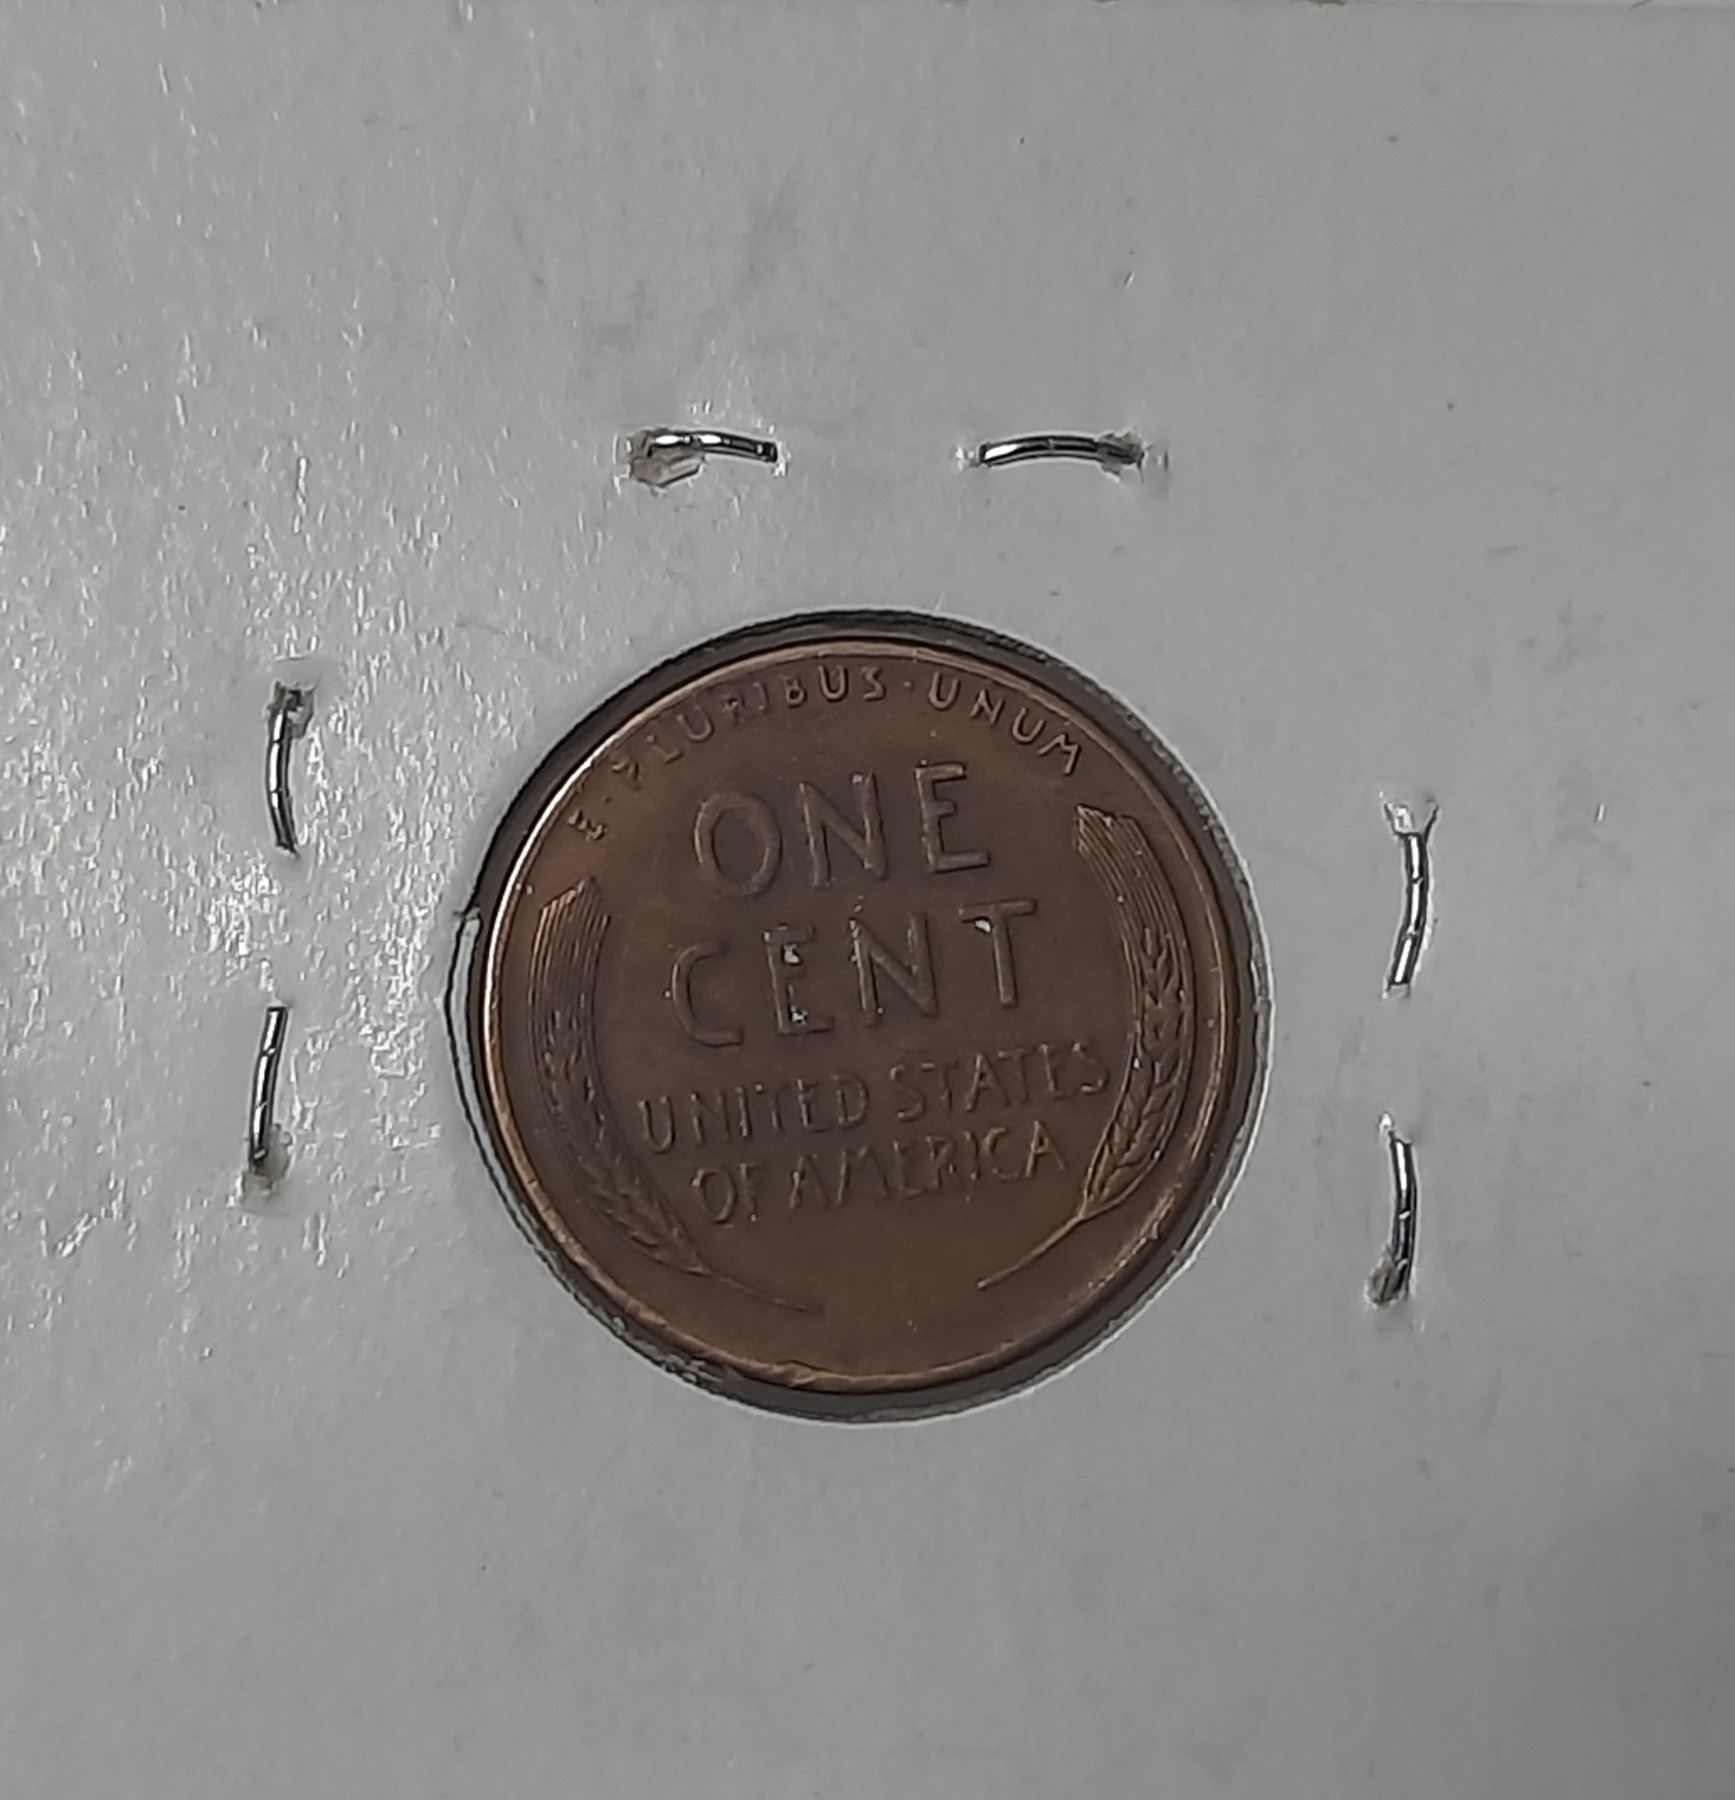 E·PLURIBUS·UNUM
ONE
CENT
UNITED STATES
OF AMERICA